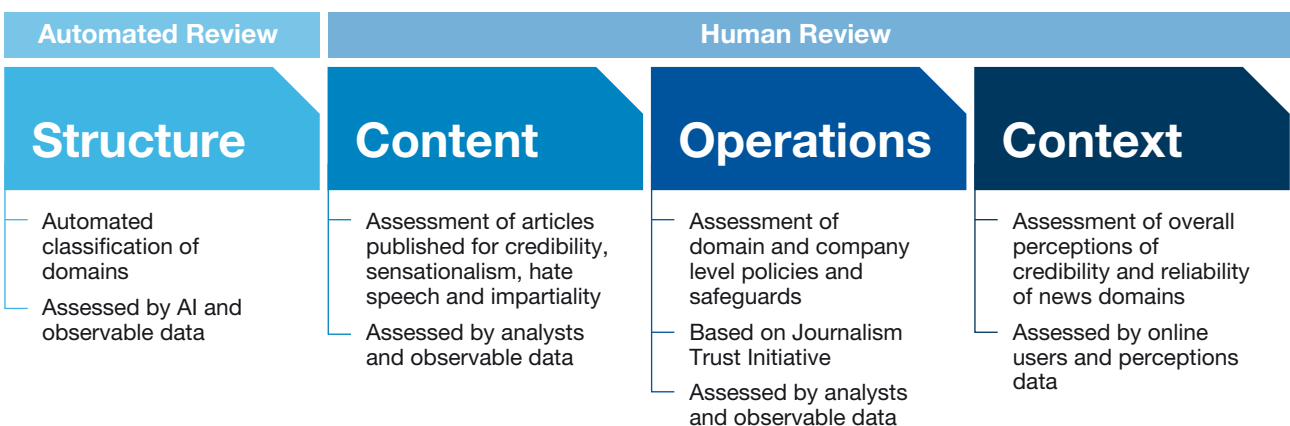 Automated Review
Human Review
Structure
Automated
classification of
domains
Assessed by AI and
observable data
Content
Assessment of articles
published for credibility,
sensationalism, hate
speech and impartiality
Assessed by analysts
and observable data
Operations
Assessment of
domain and company
level policies and
safeguards
Based on Journalism
Trust Initiative
Assessed by analysts
and observable data
Context
Assessment of overall
perceptions of
credibility and reliability
of news domains
Assessed by online
users and perceptions
data